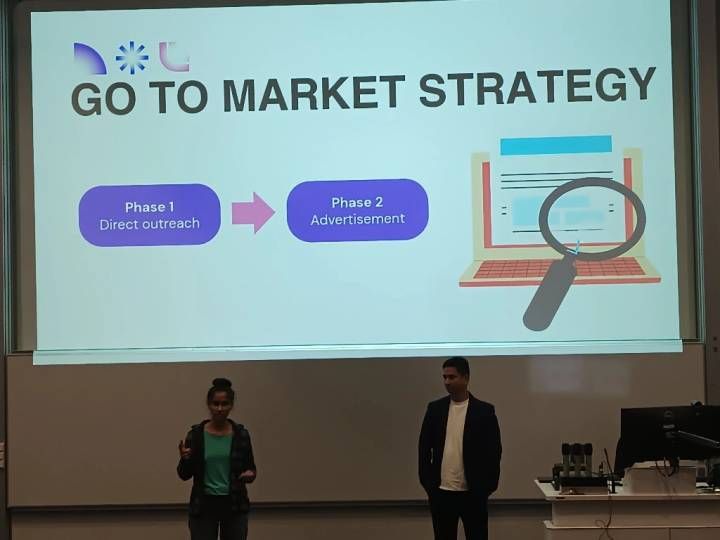 GO TO MARKET STRATEGY
Phase 1
Direct outreach
Phase 2
Advertisement